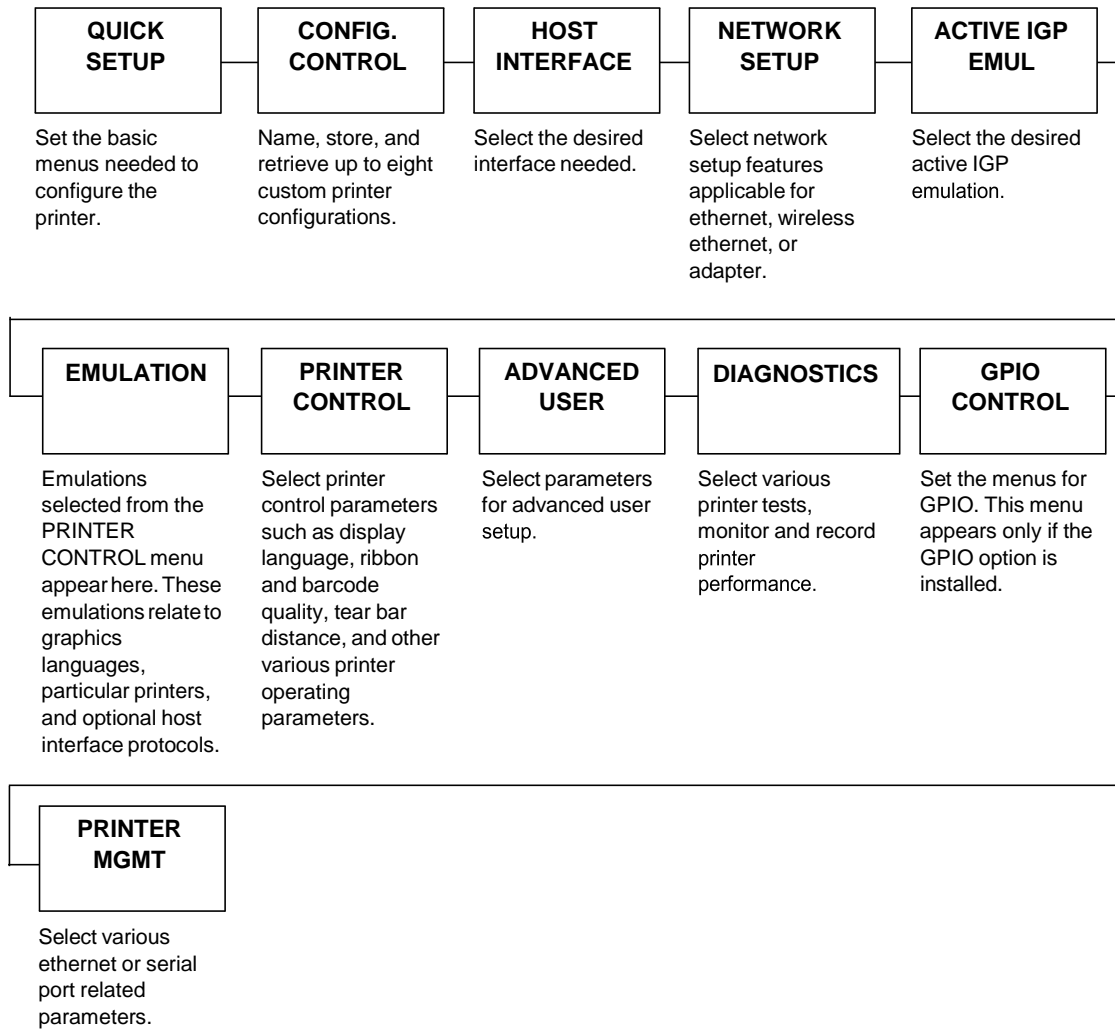 QUICK
SETUP
CONFIG.
CONTROL
HOST
INTERFACE
NETWORK
SETUP
ACTIVE IGP
EMUL
Set the basic
menus needed to
configure the
printer.
Name, store, and
retrieve up to eight
custom printer
configurations.
Select the desired
interface needed.
Select network
setup features
applicable for
ethernet, wireless
ethernet, or
adapter.
Select the desired
active IGP
emulation.
EMULATION
PRINTER
CONTROL
ADVANCED
USER
DIAGNOSTICS
GPIO
CONTROL
Emulations
selected from the
PRINTER
CONTROL menu
appear here. These
emulations relate to
graphics
languages,
particular printers,
and optional host
interface protocols.
Select printer
control parameters
such as display
language, ribbon
and barcode
quality, tear bar
distance, and other
various printer
operating
parameters.
Select parameters
for advanced user
setup.
Select various
printer tests,
monitor and record
printer
performance.
Set the menus for
GPIO. This menu
appears only if the
GPIO option is
installed.
PRINTER
MGMT
Select various
ethernet or serial
port related
parameters.